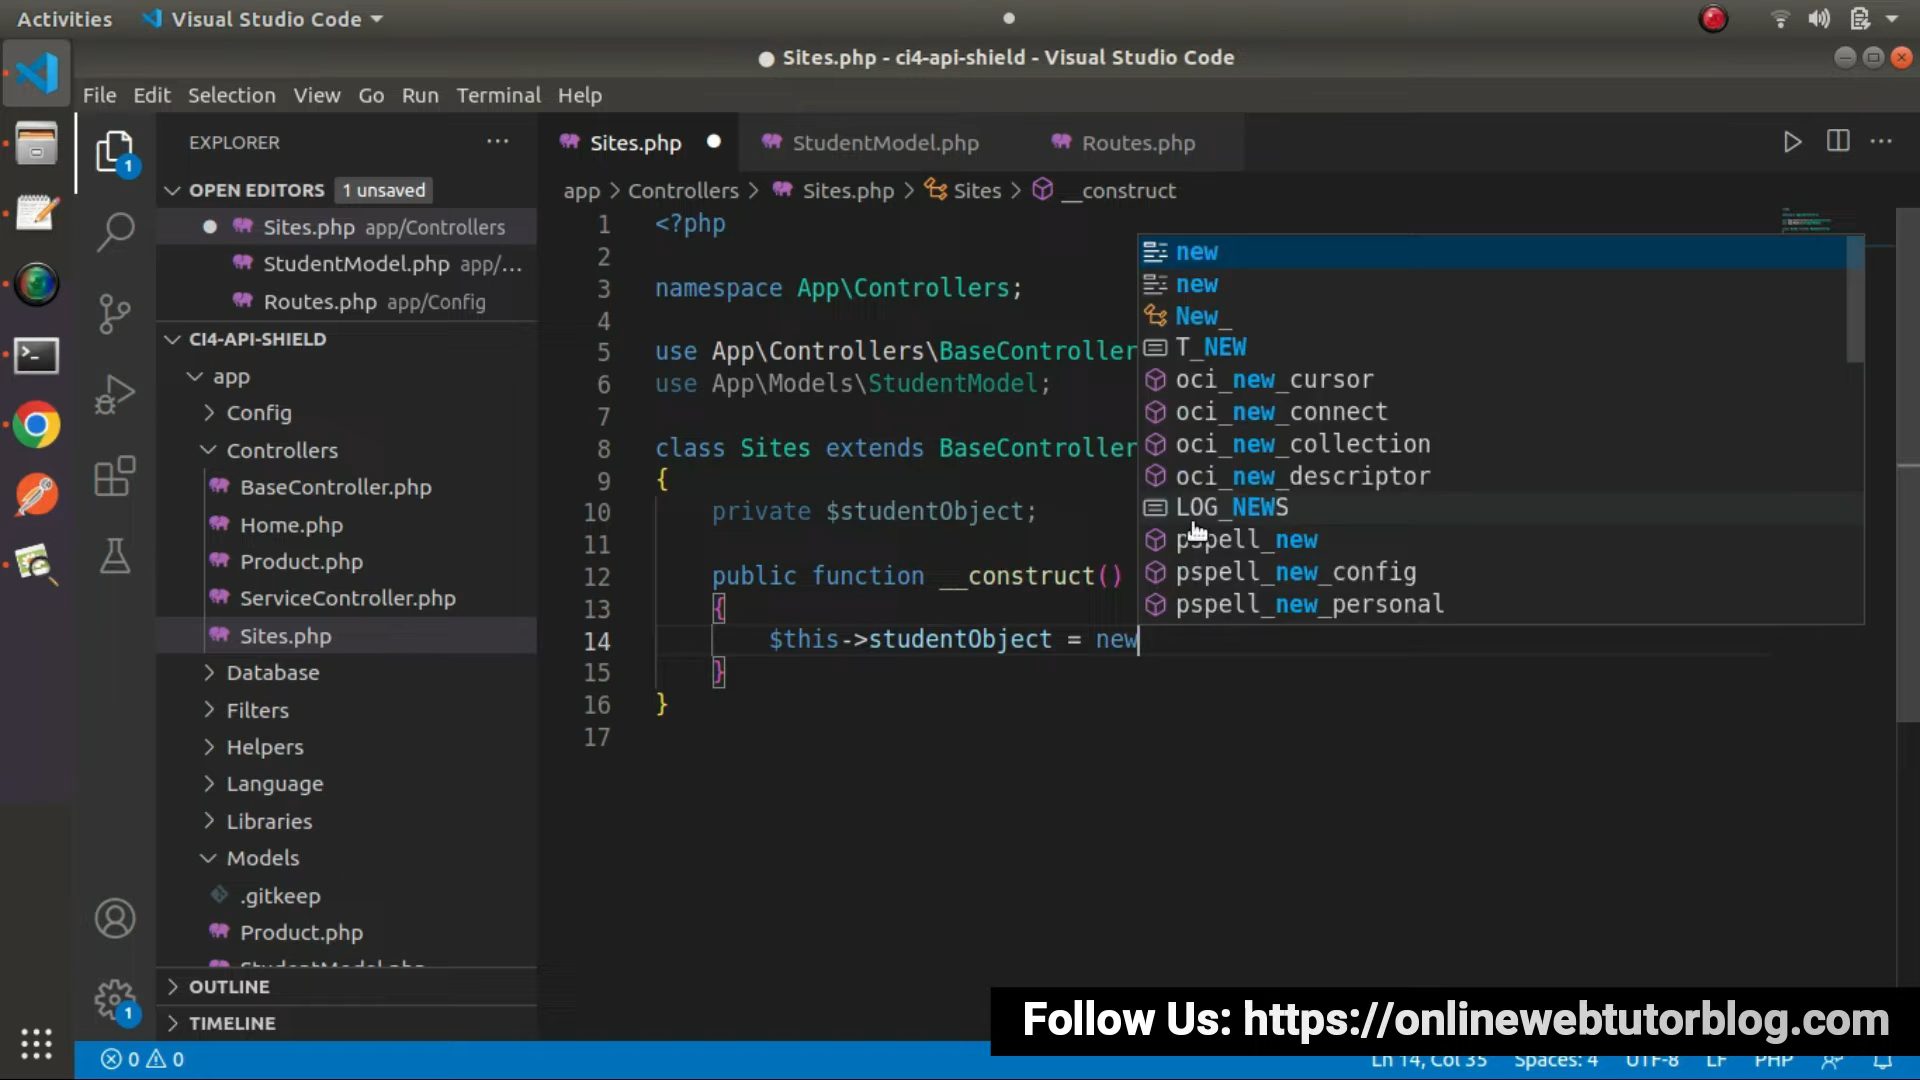 Activities Visual Studio Code
Sites.php - ci4-api-shield - Visual Studio Code
File Edit Selection View Go Run Terminal Help
EXPLORER
1
OPEN EDITORS 1 unsaved
Sites.php app/Controllers
StudentModel.php app/...
Routes.php app/Config
CI4-API-SHIELD
app
Config
Controllers
BaseController.php
Home.php
Product.php
ServiceController.php
Sites.php
Database
Filters
Helpers
Language
Libraries
Models
.gitkeep
Product.php
StudentModel.php
OUTLINE
TIMELINE
1
Sites.php StudentModel.php Routes.php
app > Controllers > Sites.php > Sites > __construct
1 <?php
2
3 namespace App\Controllers;
4
5 use App\Controllers\BaseController
6 use App\Models\StudentModel;
7
8 class Sites extends BaseController
9 {
10 private $studentObject;
11
12 public function __construct()
13 {
14 $this->studentObject = new
15 }
16 }
17
new
new
New_
T_NEW
oci_new_cursor
oci_new_connect
oci_new_collection
oci_new_descriptor
LOG_NEWS
pspell_new
pspell_new_config
pspell_new_personal
Follow Us: https://onlinewebtutorblog.com
0 0 Ln 14, Col 35 Spaces: 4 UTF-8 LF PHP